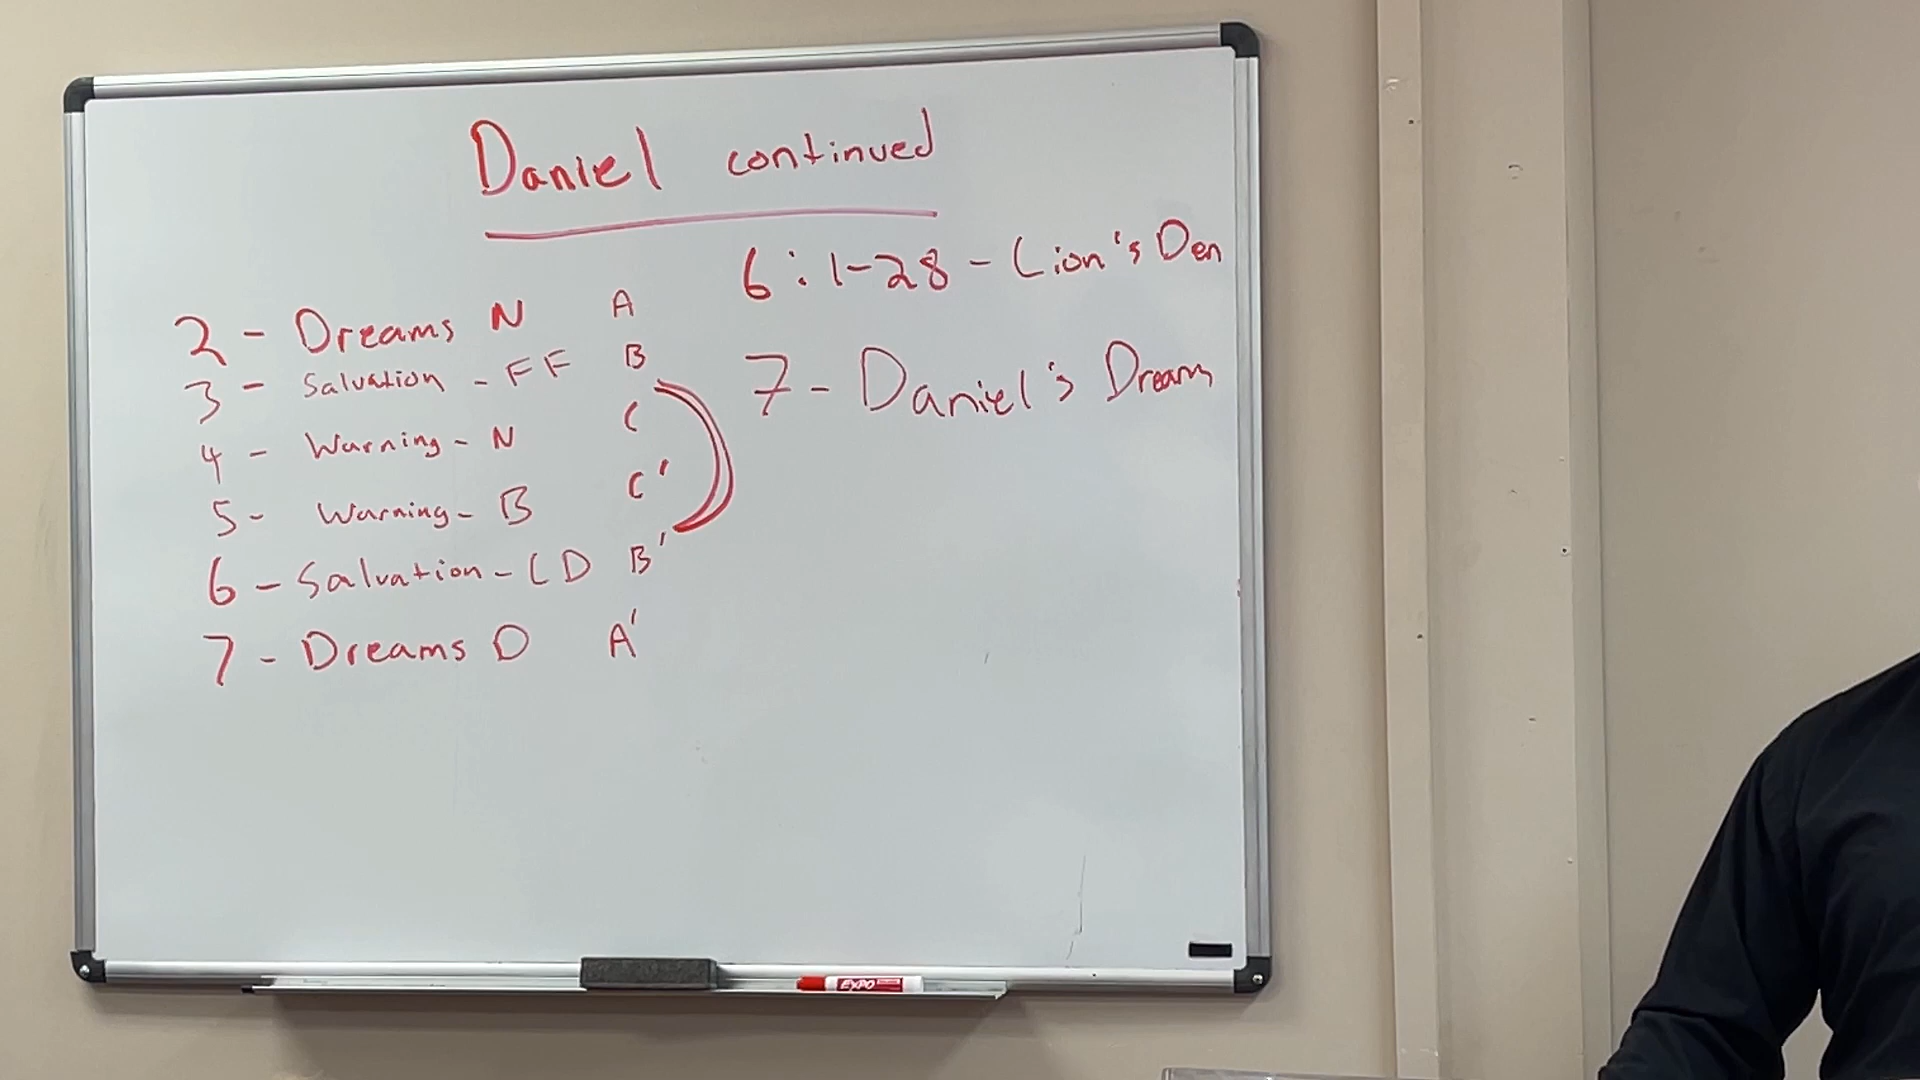 Daniel continued
2 - Dreams N A
3 - Salvation - FF B
4 - Warning - N C
5 - Warning - B C'
6 - Salvation - LD B'
7 - Dreams D A'
6:1-28 - Lion's Den
7 - Daniel's Dream
EXPO